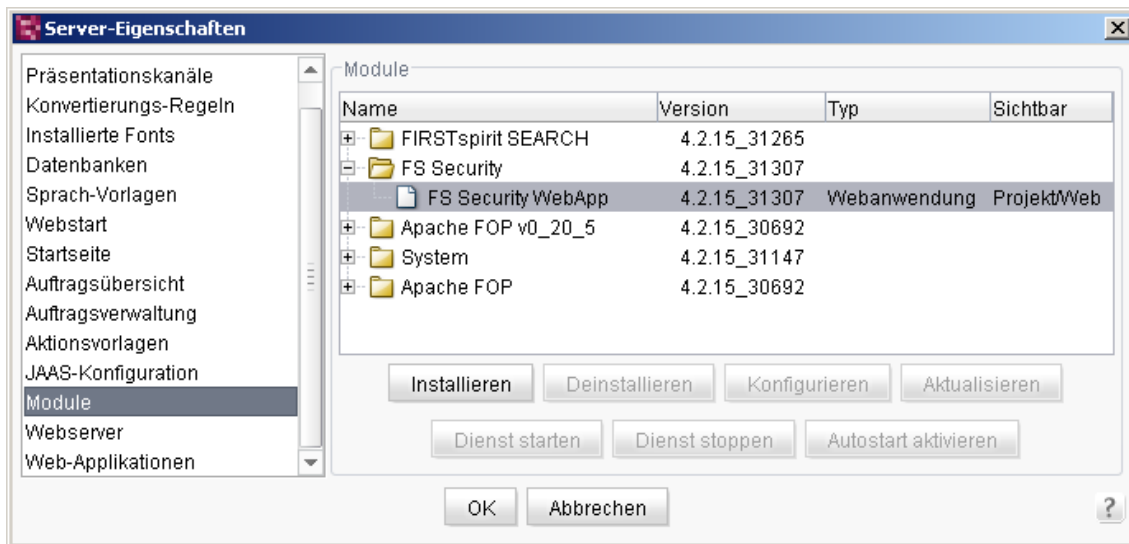 Server-Eigenschaften
Präsentationskanäle
Konvertierungs-Regeln
Installierte Fonts
Datenbanken
Sprach-Vorlagen
Webstart
Startseite
Auftragsübersicht
Auftragsverwaltung
Aktionsvorlagen
JAAS-Konfiguration
Module
Webserver
Web-Applikationen
Module
Name Version Typ Sichtbar
FIRSTspirit SEARCH 4.2.15_31265
FS Security 4.2.15_31307
FS Security WebApp 4.2.15_31307 Webanwendung Projekt/Web
Apache FOP v0_20_5 4.2.15_30692
System 4.2.15_31147
Apache FOP 4.2.15_30692
Installieren Deinstallieren Konfigurieren Aktualisieren
Dienst starten Dienst stoppen Autostart aktivieren
OK Abbrechen ?